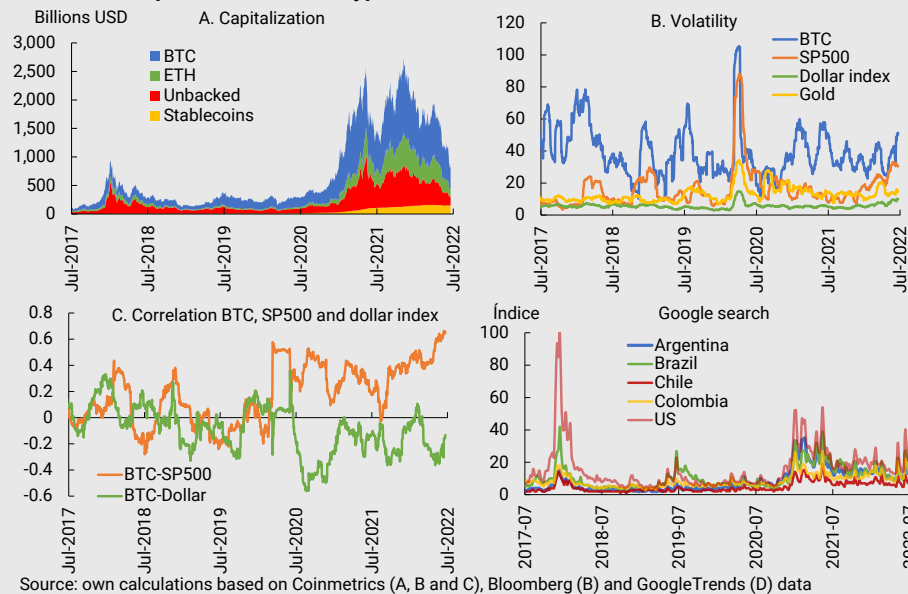 Billions USD
A. Capitalization
3,000
2,500
2,000
1,500
1,000
500
0
BTC
ETH
Unbacked
Stablecoins
Jul-2017
Jul-2018
Jul-2019
Jul-2020
Jul-2021
Jul-2022
B. Volatility
120
100
80
60
40
20
0
BTC
SP500
Dollar index
Gold
Jul-2017
Jul-2018
Jul-2019
Jul-2020
Jul-2021
Jul-2022
C. Correlation BTC, SP500 and dollar index
0.8
0.6
0.4
0.2
0
-0.2
-0.4
-0.6
BTC-SP500
BTC-Dollar
Jul-2017
Jul-2018
Jul-2019
Jul-2020
Jul-2021
Jul-2022
Índice
Google search
100
80
60
40
20
0
Argentina
Brazil
Chile
Colombia
US
2017-07
2018-07
2019-07
2020-07
2021-07
Source: own calculations based on Coinmetrics (A, B and C), Bloomberg (B) and GoogleTrends (D) data